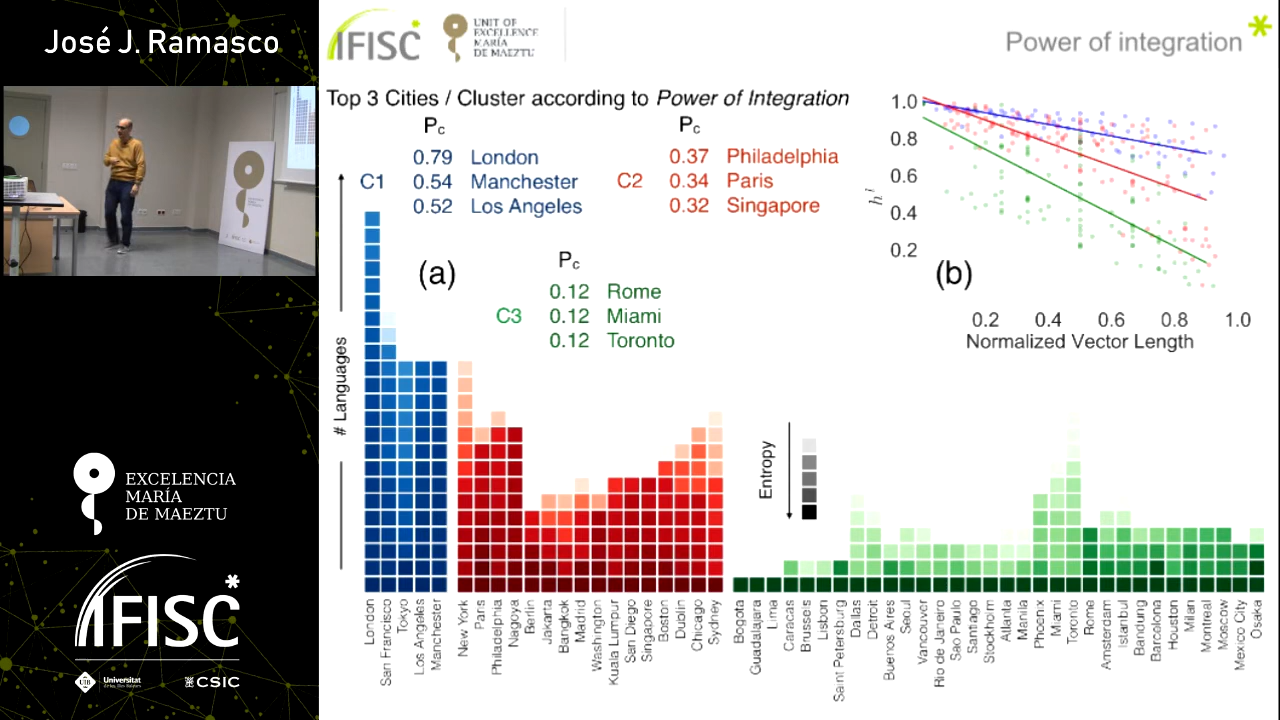 José J. Ramasco
IFISC
UNIT OF
EXCELLENCE
MARÍA
DE MAEZTU
Power of integration
Top 3 Cities / Cluster according to Power of Integration
Pc
C1
0.79 London
0.54 Manchester
0.52 Los Angeles
Pc
C2
0.37 Philadelphia
0.34 Paris
0.32 Singapore
Pc
C3
0.12 Rome
0.12 Miami
0.12 Toronto
(a)
# Languages
Entropy
London
San Francisco
Tokyo
Los Angeles
Manchester
New York
Paris
Philadelphia
Nagoya
Berlin
Jakarta
Bangkok
Madrid
Washington
Kuala Lumpur
San Diego
Singapore
Boston
Dublin
Chicago
Sydney
Bogota
Guadalajara
Lima
Caracas
Brussels
Lisbon
Saint Petersburg
Dallas
Detroit
Buenos Aires
Seoul
Vancouver
Rio de Janeiro
Sao Paulo
Santiago
Stockholm
Atlanta
Manila
Phoenix
Miami
Toronto
Rome
Amsterdam
Istanbul
Bandung
Barcelona
Houston
Milan
Montreal
Moscow
Mexico City
Osaka
(b)
hl
1.0
0.8
0.6
0.4
0.2
0.2 0.4 0.6 0.8 1.0
Normalized Vector Length
EXCELENCIA
MARÍA
DE MAEZTU
IFISC
UIB
Universitat
de les Illes Balears
CSIC